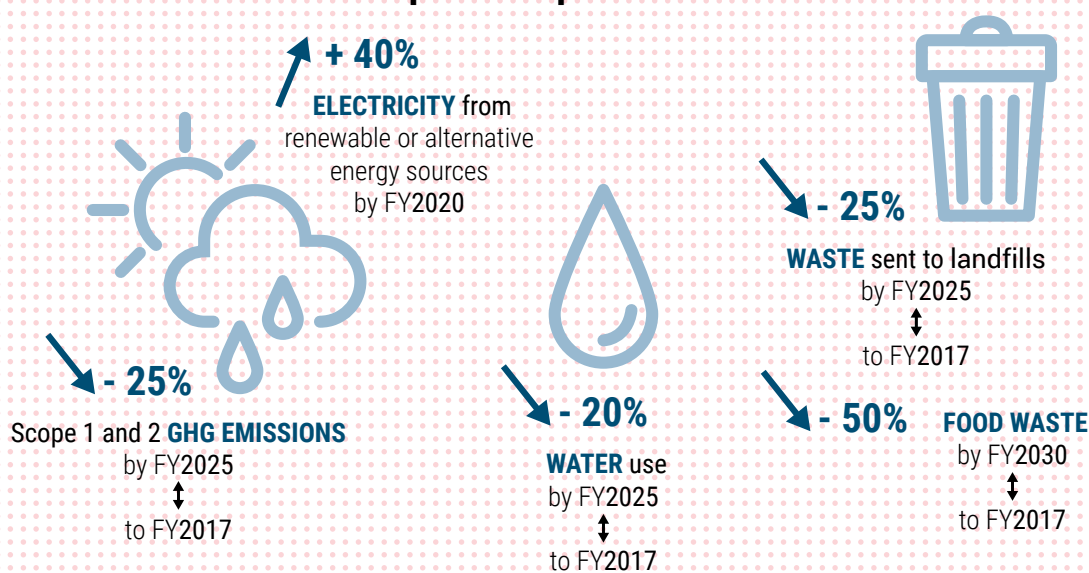 + 40%
ELECTRICITY from
renewable or alternative
energy sources
by FY2020
- 25%
Scope 1 and 2 GHG EMISSIONS
by FY2025
to FY2017
- 20%
WATER use
by FY2025
to FY2017
- 25%
WASTE sent to landfills
by FY2025
to FY2017
- 50%
FOOD WASTE
by FY2030
to FY2017